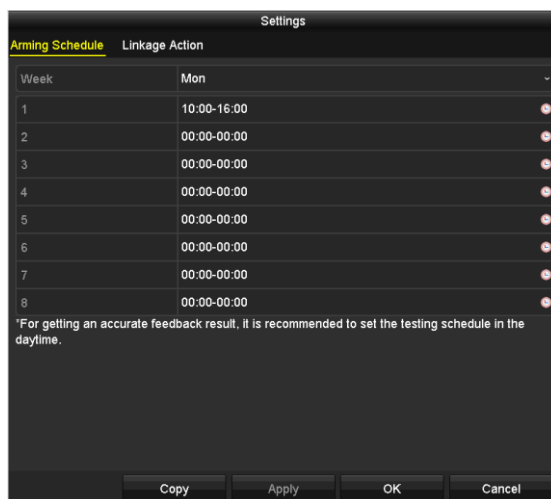 Settings
Arming Schedule Linkage Action
Week Mon
1 10:00-16:00
2 00:00-00:00
3 00:00-00:00
4 00:00-00:00
5 00:00-00:00
6 00:00-00:00
7 00:00-00:00
8 00:00-00:00
*For getting an accurate feedback result, it is recommended to set the testing schedule in the
daytime.
Copy Apply OK Cancel